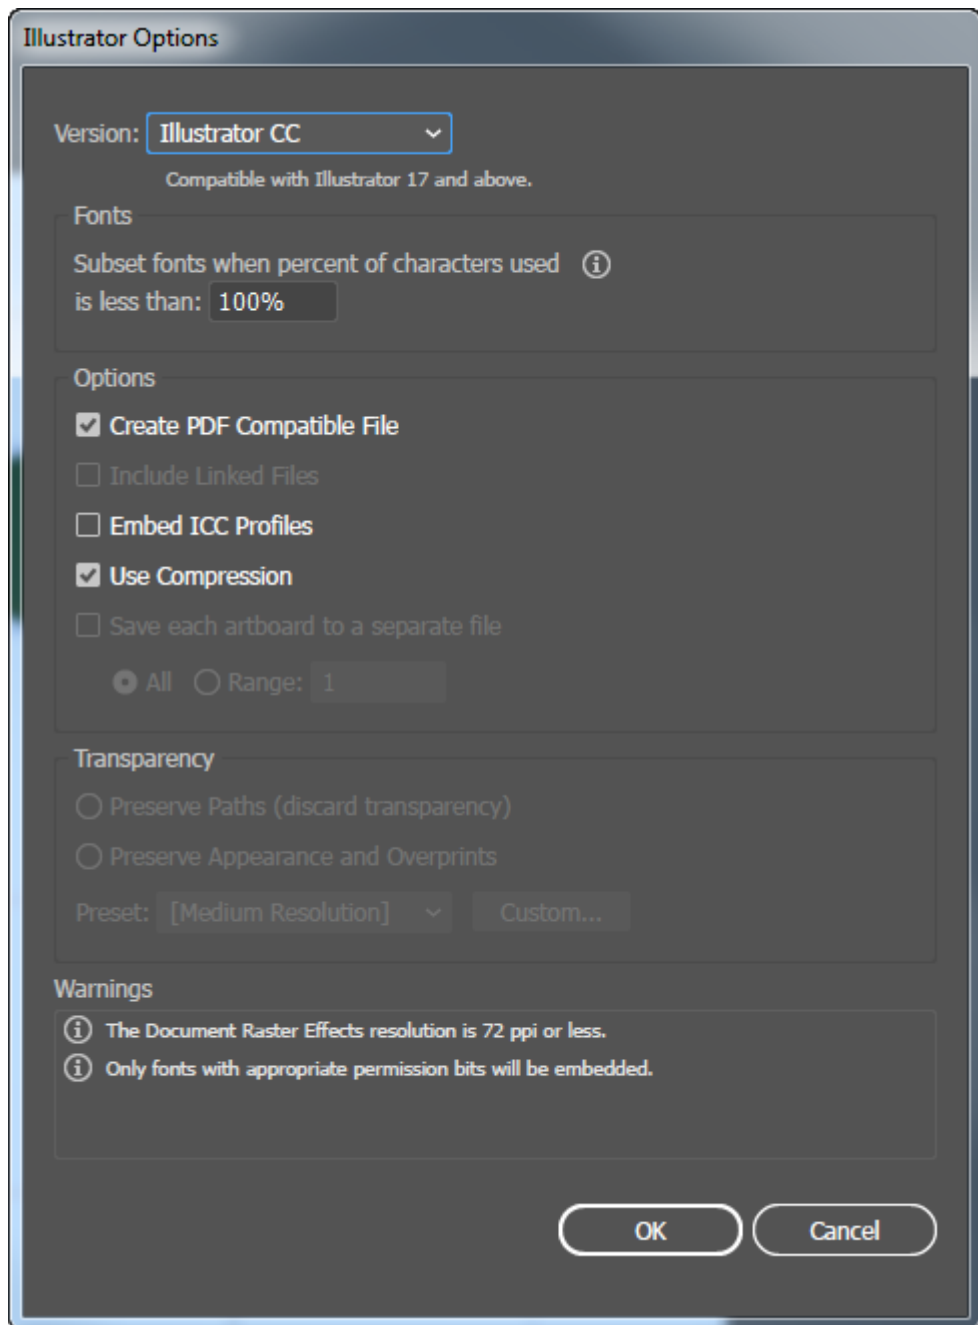 Illustrator Options
Version: Illustrator CC
Compatible with Illustrator 17 and above.
Fonts
Subset fonts when percent of characters used
is less than: 100%
Options
Create PDF Compatible File
Include Linked Files
Embed ICC Profiles
Use Compression
Save each artboard to a separate file
All Range: 1
Transparency
Preserve Paths (discard transparency)
Preserve Appearance and Overprints
Preset: [Medium Resolution] Custom...
Warnings
The Document Raster Effects resolution is 72 ppi or less.
Only fonts with appropriate permission bits will be embedded.
OK Cancel